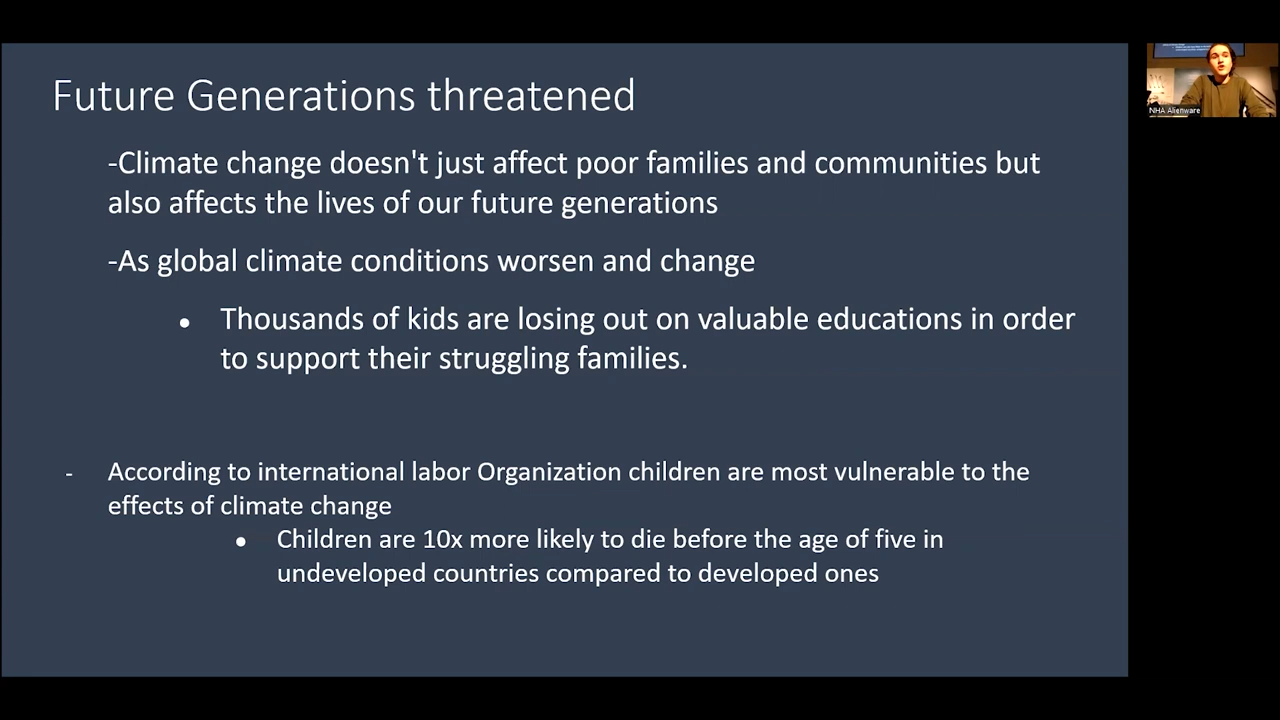 Future Generations threatened
-Climate change doesn't just affect poor families and communities but
also affects the lives of our future generations
-As global climate conditions worsen and change
● Thousands of kids are losing out on valuable educations in order
to support their struggling families.
- According to international labor Organization children are most vulnerable to the
effects of climate change
● Children are 10x more likely to die before the age of five in
undeveloped countries compared to developed ones
NHA Alienware